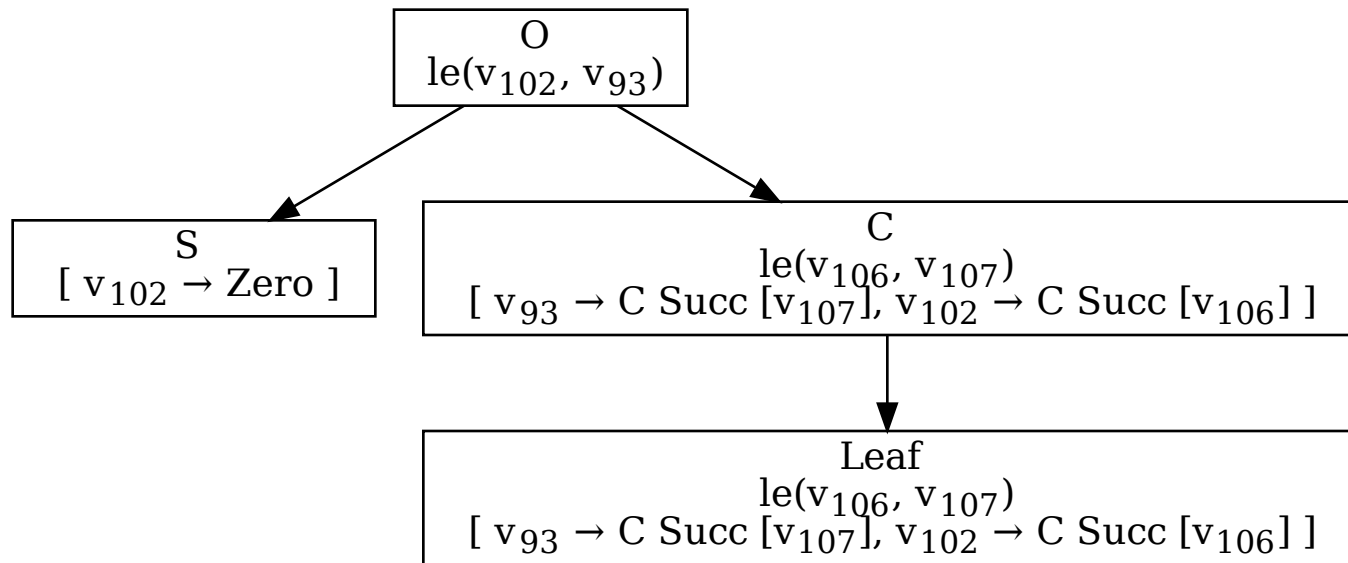 O
le(v102, v93)
S
[ v102 → Zero ]
C
le(v106, v107)
[ v93 → C Succ [v107], v102 → C Succ [v106] ]
Leaf
le(v106, v107)
[ v93 → C Succ [v107], v102 → C Succ [v106] ]